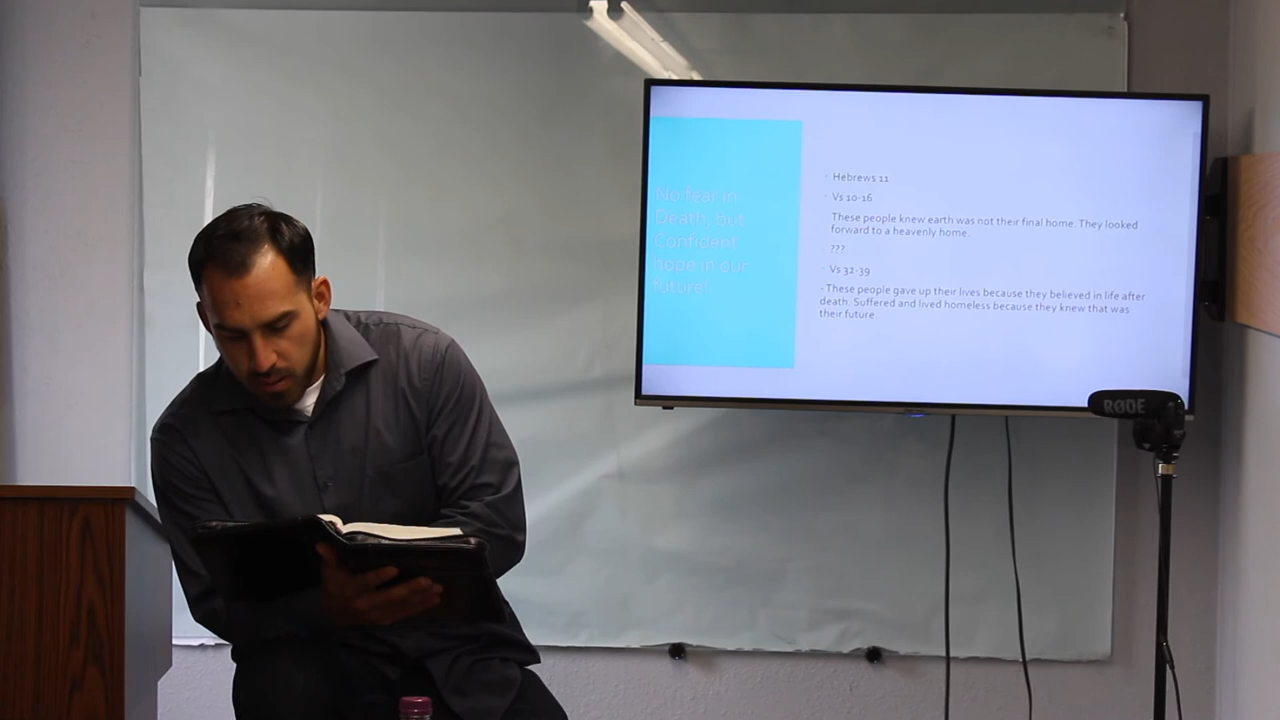 No fear in
Death, but
Confident
hope in our
future!
Hebrews 11
Vs 10-16
These people knew earth was not their final home. They looked
forward to a heavenly home.
???
Vs 32-39
- These people gave up their lives because they believed in life after
death. Suffered and lived homeless because they knew that was
their future
RØDE